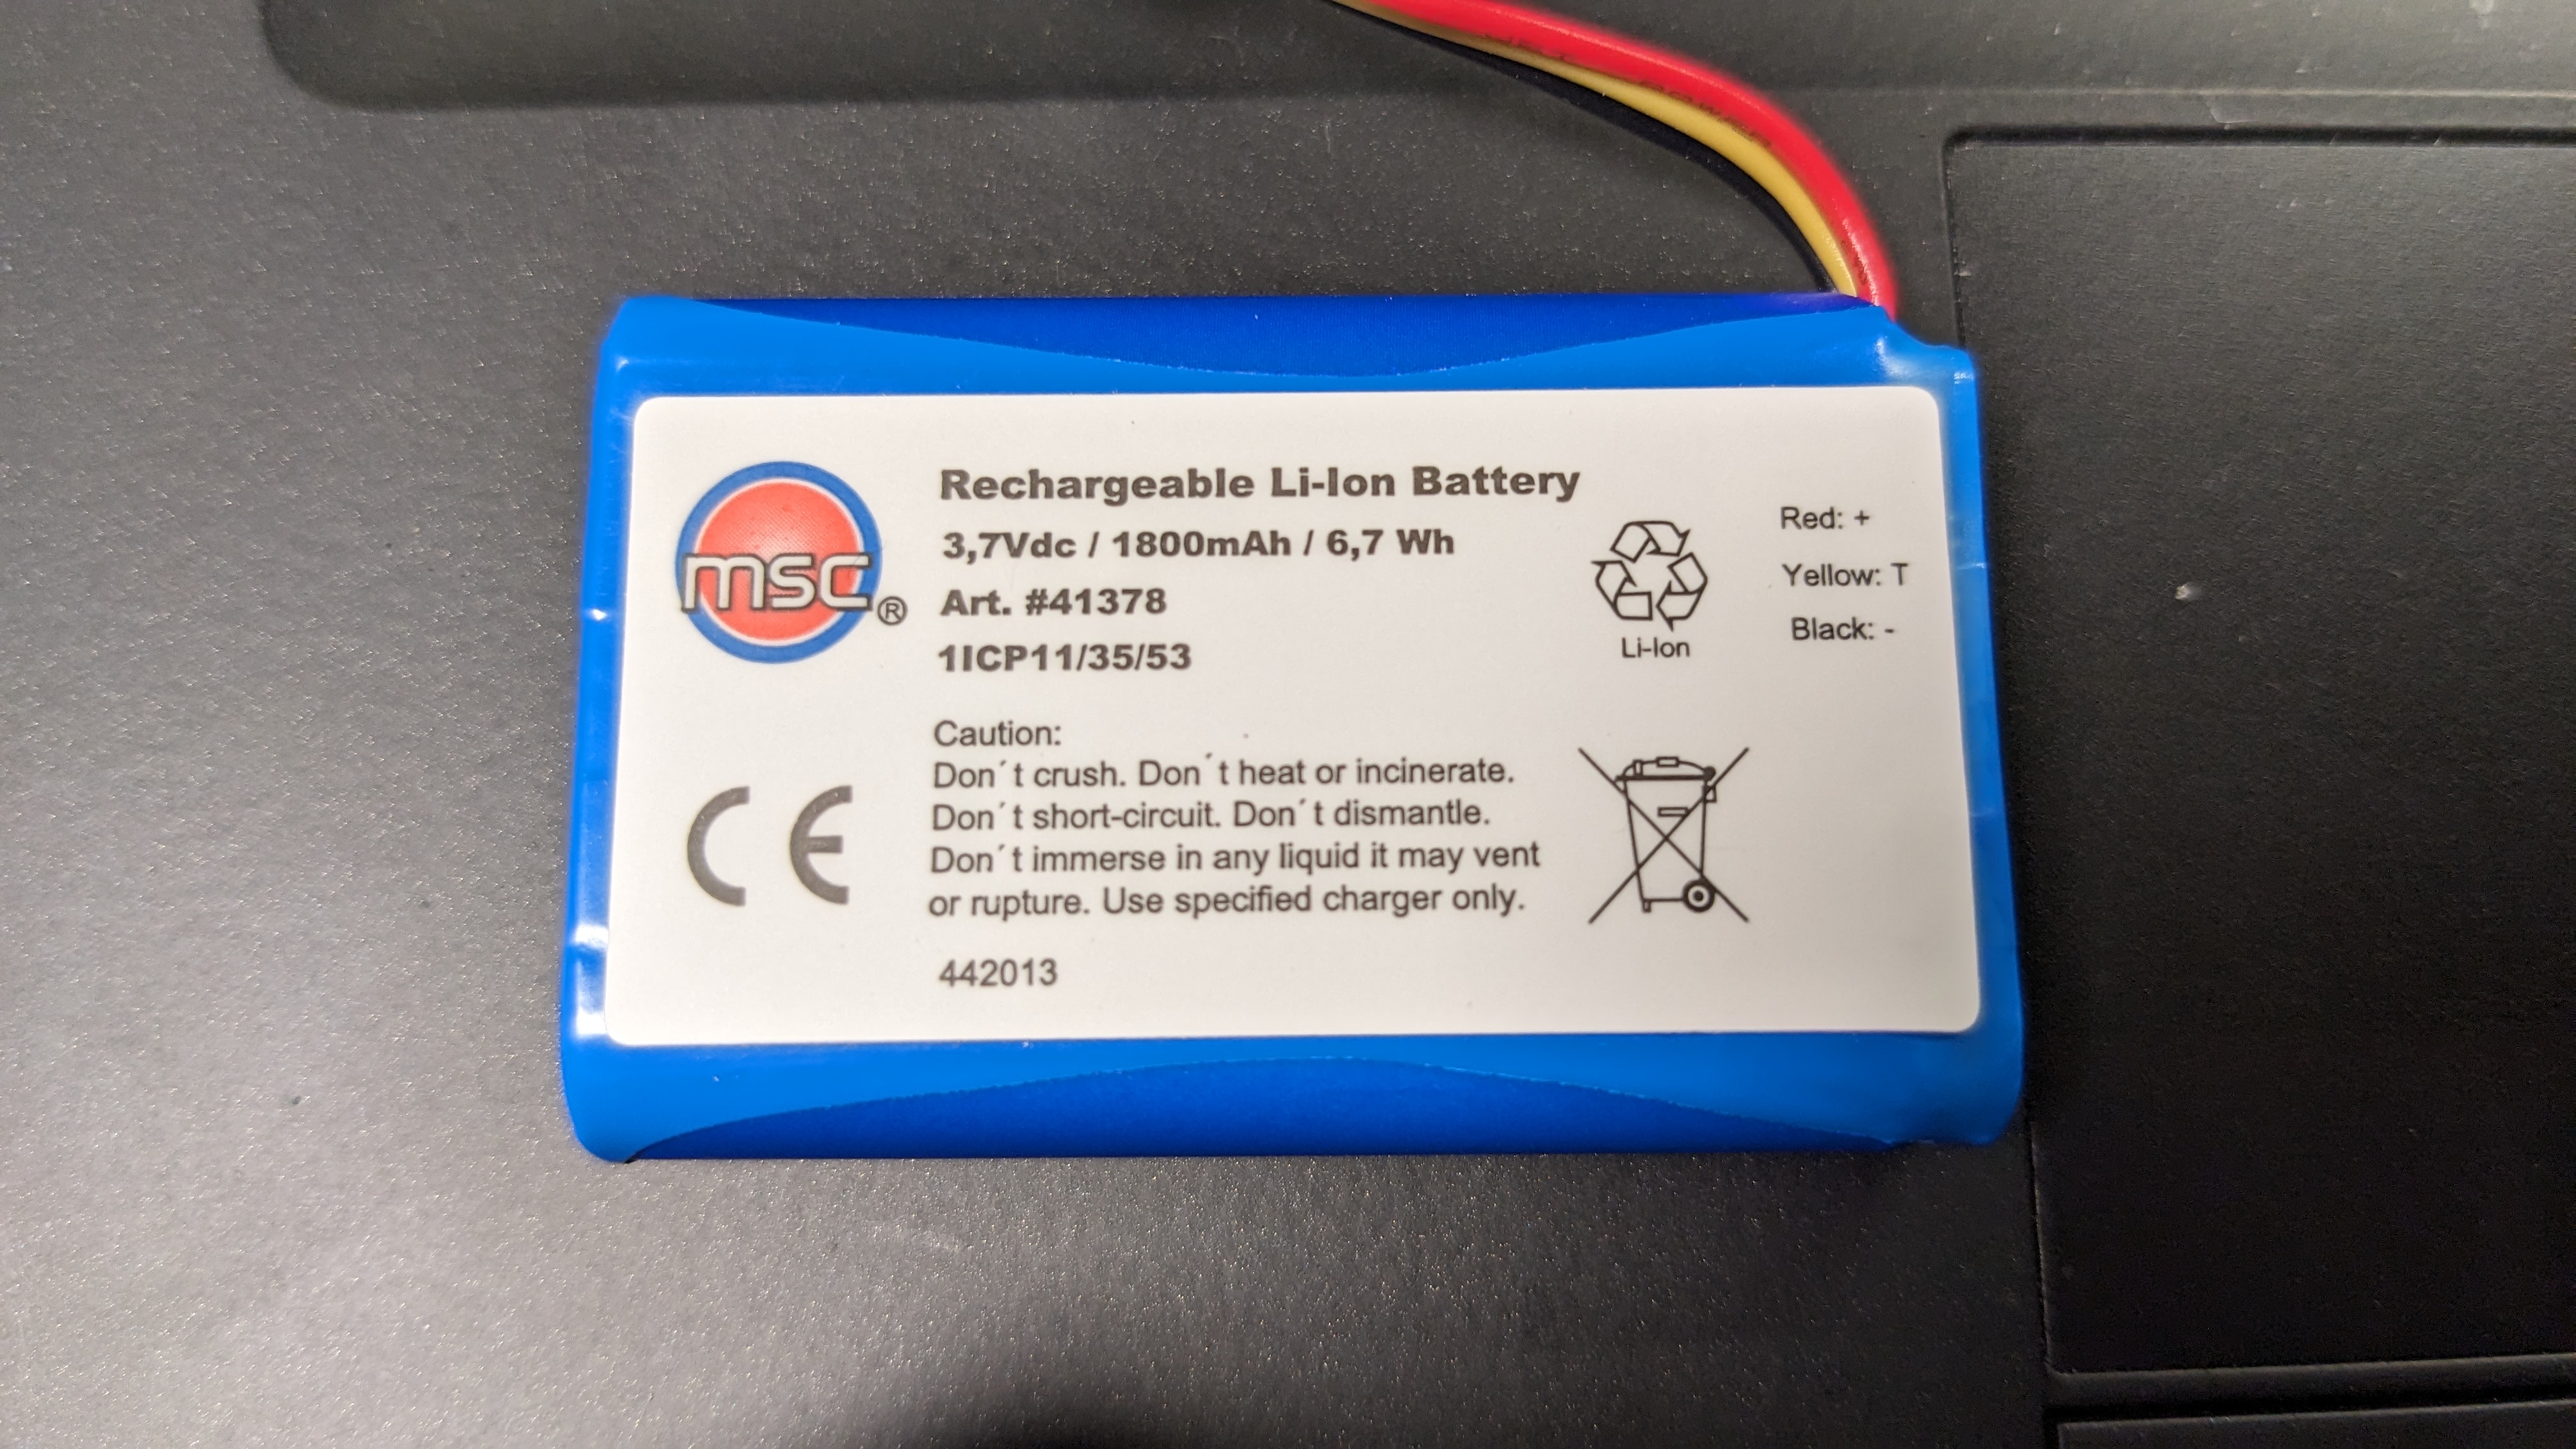 msc®
Rechargeable Li-Ion Battery
3,7Vdc / 1800mAh / 6,7 Wh
Art. #41378
1ICP11/35/53
Li-Ion
Red: +
Yellow: T
Black: -
CE
Caution:
Don´t crush. Don´t heat or incinerate.
Don´t short-circuit. Don´t dismantle.
Don´t immerse in any liquid it may vent
or rupture. Use specified charger only.
442013